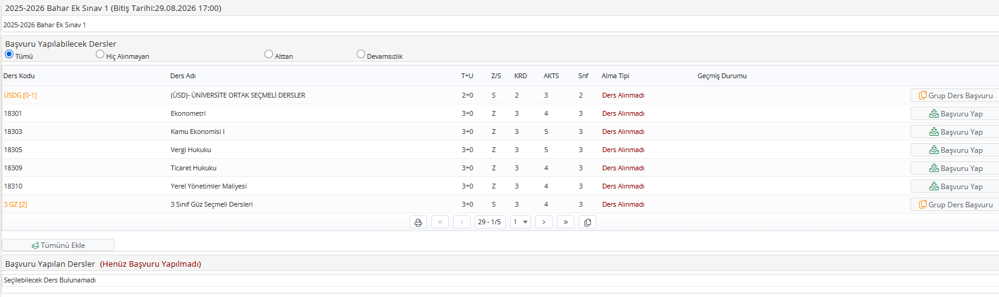 2025-2026 Bahar Ek Sınav 1 (Bitiş Tarihi:29.08.2026 17:00)
2025-2026 Bahar Ek Sınav 1
Başvuru Yapılabilecek Dersler
Tümü Hiç Alınmayan Alttan Devamsızlık
Ders Kodu Ders Adı T+U Z/S KRD AKTS Snf Alma Tipi Geçmiş Durumu
ÜSDG [0-1] (ÜSD)- ÜNİVERSİTE ORTAK SEÇMELİ DERSLER 2+0 S 2 3 2 Ders Alınmadı Grup Ders Başvuru
18301 Ekonometri 3+0 Z 3 4 3 Ders Alınmadı Başvuru Yap
18303 Kamu Ekonomisi I 3+0 Z 3 5 3 Ders Alınmadı Başvuru Yap
18305 Vergi Hukuku 3+0 Z 3 5 3 Ders Alınmadı Başvuru Yap
18309 Ticaret Hukuku 3+0 Z 3 4 3 Ders Alınmadı Başvuru Yap
18310 Yerel Yönetimler Maliyesi 3+0 Z 3 4 3 Ders Alınmadı Başvuru Yap
3 GZ [2] 3 Sınıf Güz Seçmeli Dersleri 3+0 S 3 4 3 Ders Alınmadı Grup Ders Başvuru
« ‹ 29 - 1/5 1 › »
Tümünü Ekle
Başvuru Yapılan Dersler (Henüz Başvuru Yapılmadı)
Seçilebilecek Ders Bulunamadı